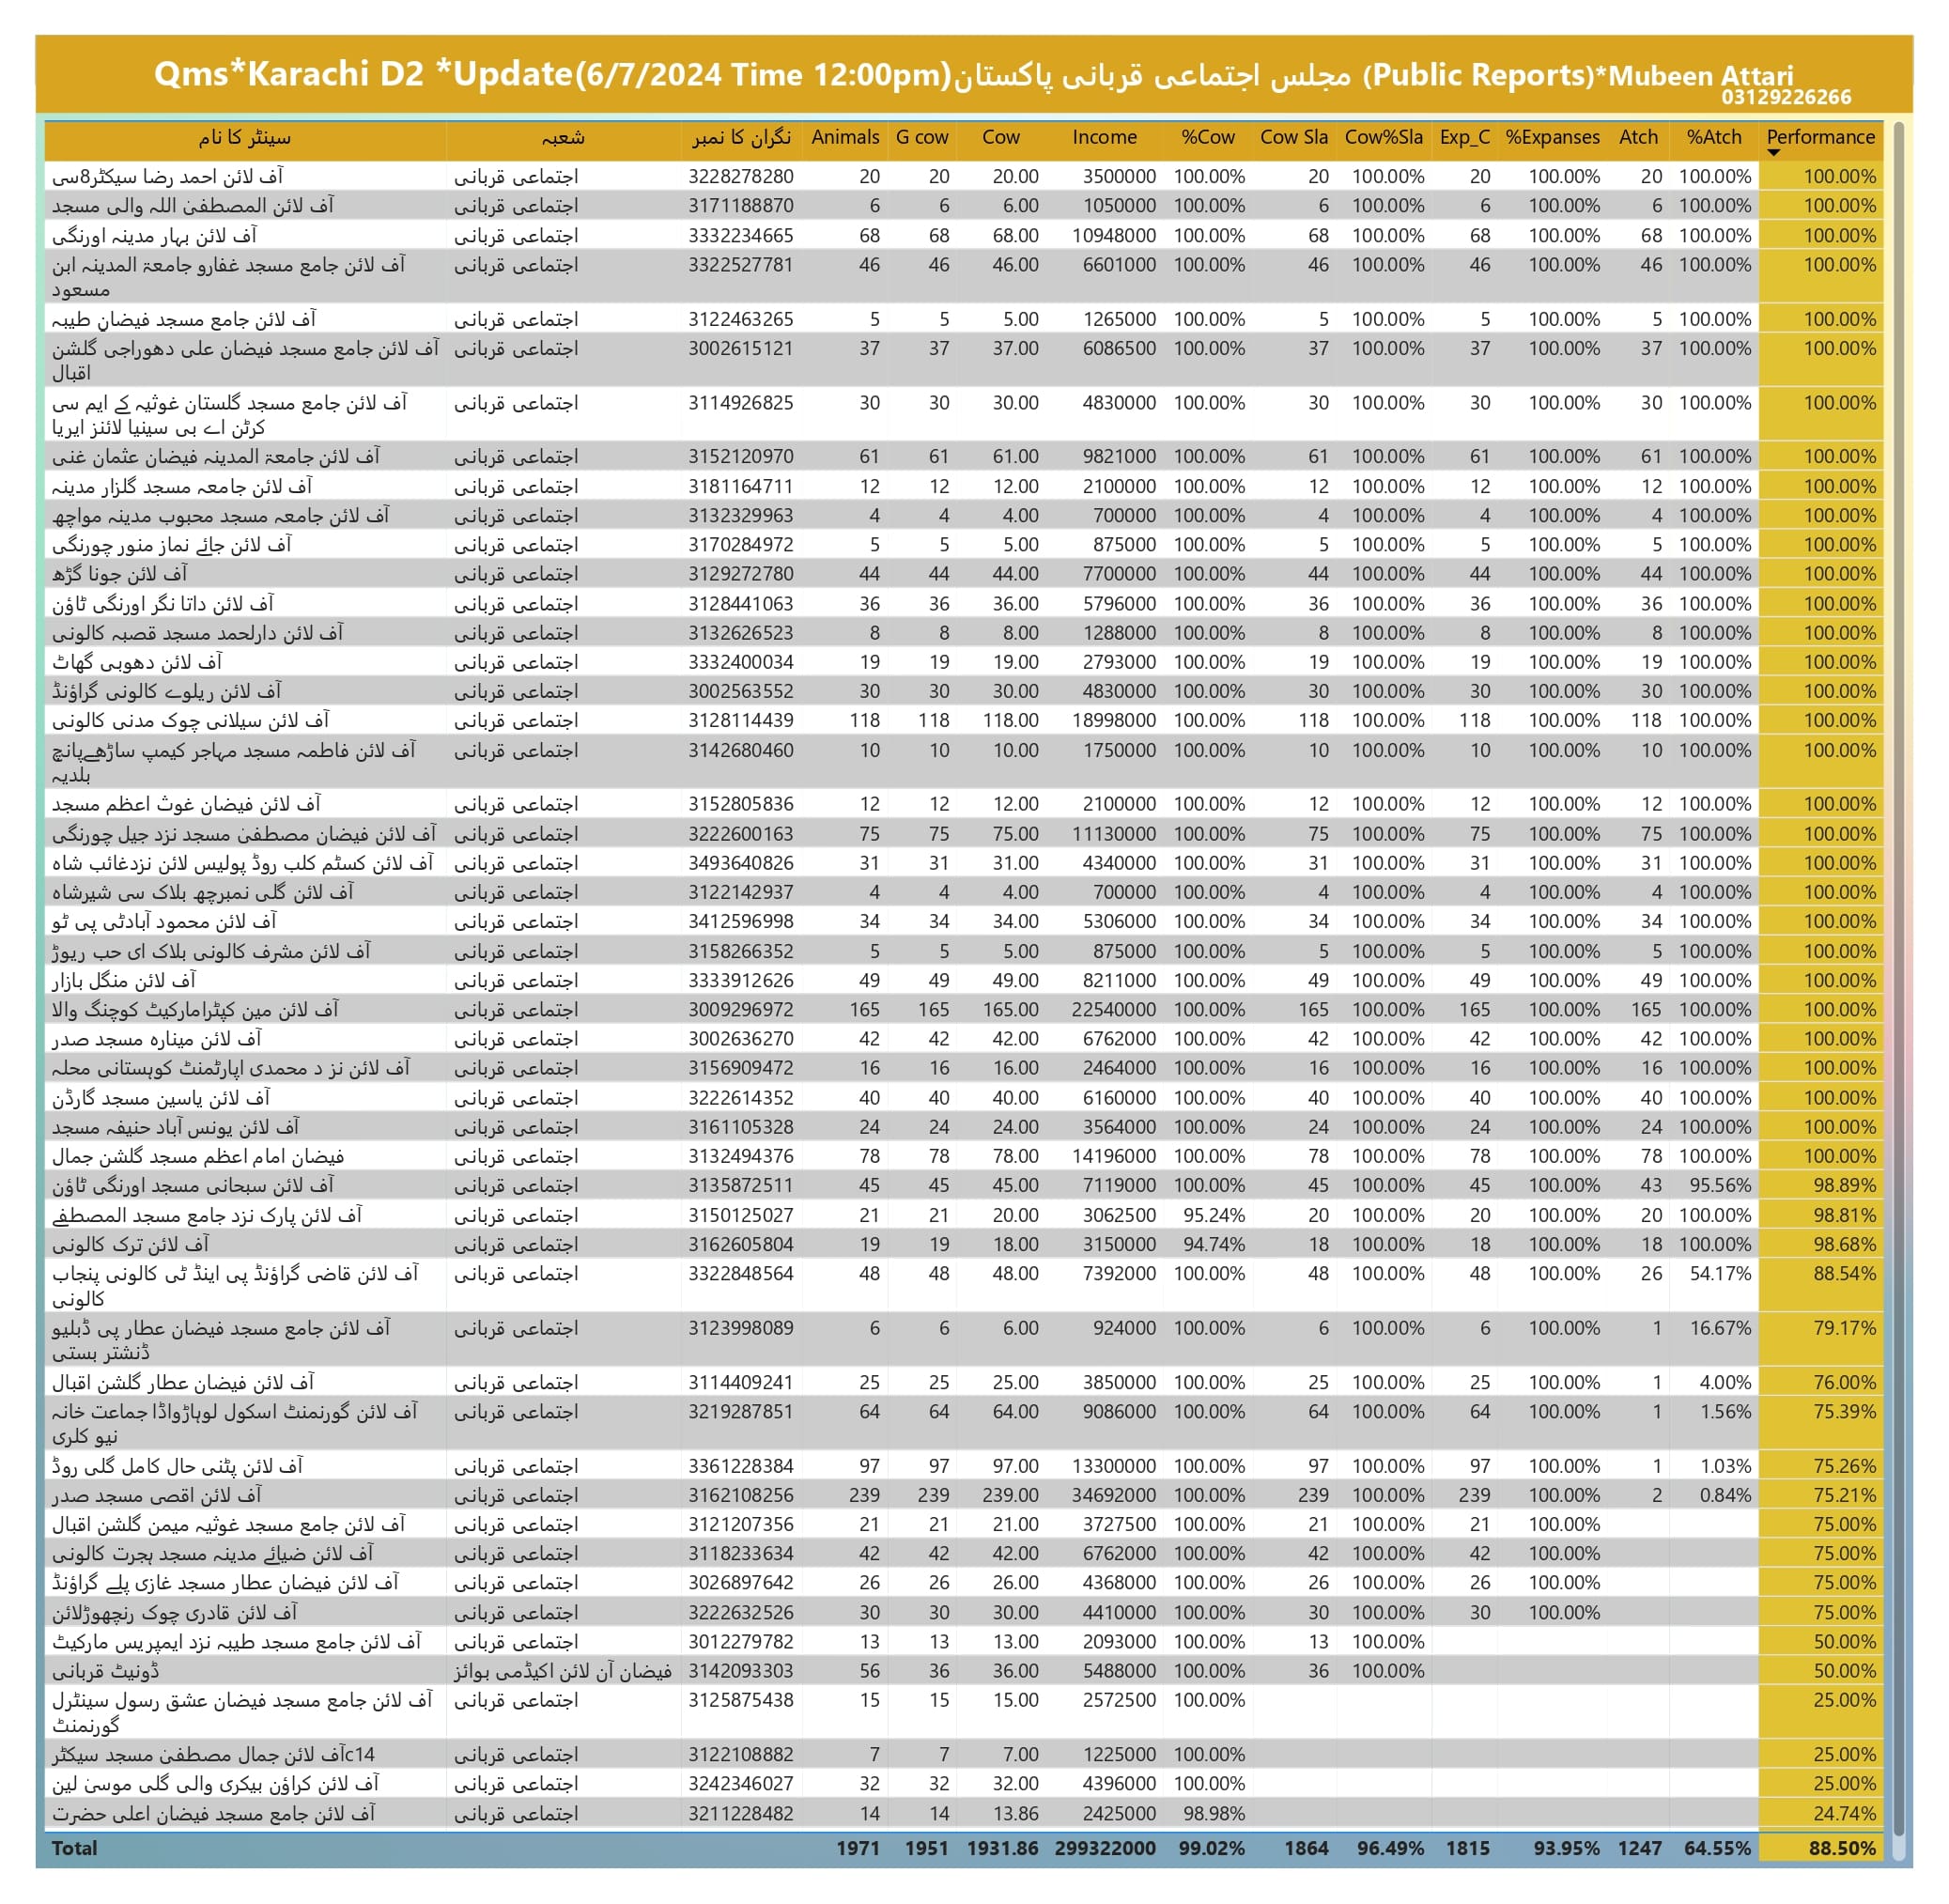 Qms*Karachi D2 *Update(6/7/2024 Time 12:00pm)مجلس اجتماعی قربانی پاکستان (Public Reports)*Mubeen Attari
03129226266
سینٹر کا نام شعبہ نگران کا نمبر Animals G cow Cow Income %Cow Cow Sla Cow%Sla Exp_C %Expanses Atch %Atch Performance
آف لائن احمد رضا سیکٹر8سی اجتماعی قربانی 3228278280 20 20 20.00 3500000 100.00% 20 100.00% 20 100.00% 20 100.00% 100.00%
آف لائن المصطفیٰ اللہ والی مسجد اجتماعی قربانی 3171188870 6 6 6.00 1050000 100.00% 6 100.00% 6 100.00% 6 100.00% 100.00%
آف لائن بہار مدینہ اورنگی اجتماعی قربانی 3332234665 68 68 68.00 10948000 100.00% 68 100.00% 68 100.00% 68 100.00% 100.00%
آف لائن جامع مسجد غفارو جامعۃ المدینہ ابن اجتماعی قربانی 3322527781 46 46 46.00 6601000 100.00% 46 100.00% 46 100.00% 46 100.00% 100.00%
مسعود
آف لائن جامع مسجد فیضانِ طیبہ اجتماعی قربانی 3122463265 5 5 5.00 1265000 100.00% 5 100.00% 5 100.00% 5 100.00% 100.00%
آف لائن جامع مسجد فیضان علی دھوراجی گلشن اجتماعی قربانی 3002615121 37 37 37.00 6086500 100.00% 37 100.00% 37 100.00% 37 100.00% 100.00%
اقبال
آف لائن جامع مسجد گلستان غوثیہ کے ایم سی اجتماعی قربانی 3114926825 30 30 30.00 4830000 100.00% 30 100.00% 30 100.00% 30 100.00% 100.00%
کرٹن اے بی سینیا لائنز ایریا
آف لائن جامعۃ المدینہ فیضان عثمان غنی اجتماعی قربانی 3152120970 61 61 61.00 9821000 100.00% 61 100.00% 61 100.00% 61 100.00% 100.00%
آف لائن جامعہ مسجد گلزار مدینہ اجتماعی قربانی 3181164711 12 12 12.00 2100000 100.00% 12 100.00% 12 100.00% 12 100.00% 100.00%
آف لائن جامعہ مسجد محبوب مدینہ مواچھ اجتماعی قربانی 3132329963 4 4 4.00 700000 100.00% 4 100.00% 4 100.00% 4 100.00% 100.00%
آف لائن جائے نماز منور چورنگی اجتماعی قربانی 3170284972 5 5 5.00 875000 100.00% 5 100.00% 5 100.00% 5 100.00% 100.00%
آف لائن جونا گڑھ اجتماعی قربانی 3129272780 44 44 44.00 7700000 100.00% 44 100.00% 44 100.00% 44 100.00% 100.00%
آف لائن داتا نگر اورنگی ٹاؤن اجتماعی قربانی 3128441063 36 36 36.00 5796000 100.00% 36 100.00% 36 100.00% 36 100.00% 100.00%
آف لائن دارلحمد مسجد قصبہ کالونی اجتماعی قربانی 3132626523 8 8 8.00 1288000 100.00% 8 100.00% 8 100.00% 8 100.00% 100.00%
آف لائن دھوبی گھاٹ اجتماعی قربانی 3332400034 19 19 19.00 2793000 100.00% 19 100.00% 19 100.00% 19 100.00% 100.00%
آف لائن ریلوے کالونی گراؤنڈ اجتماعی قربانی 3002563552 30 30 30.00 4830000 100.00% 30 100.00% 30 100.00% 30 100.00% 100.00%
آف لائن سیلانی چوک مدنی کالونی اجتماعی قربانی 3128114439 118 118 118.00 18998000 100.00% 118 100.00% 118 100.00% 118 100.00% 100.00%
آف لائن فاطمہ مسجد مہاجر کیمپ ساڑھےپانچ اجتماعی قربانی 3142680460 10 10 10.00 1750000 100.00% 10 100.00% 10 100.00% 10 100.00% 100.00%
بلدیہ
آف لائن فیضان غوث اعظم مسجد اجتماعی قربانی 3152805836 12 12 12.00 2100000 100.00% 12 100.00% 12 100.00% 12 100.00% 100.00%
آف لائن فیضان مصطفیٰ مسجد نزد جیل چورنگی اجتماعی قربانی 3222600163 75 75 75.00 11130000 100.00% 75 100.00% 75 100.00% 75 100.00% 100.00%
آف لائن کسٹم کلب روڈ پولیس لائن نزدغائب شاہ اجتماعی قربانی 3493640826 31 31 31.00 4340000 100.00% 31 100.00% 31 100.00% 31 100.00% 100.00%
آف لائن گلی نمبرچھ بلاک سی شیرشاہ اجتماعی قربانی 3122142937 4 4 4.00 700000 100.00% 4 100.00% 4 100.00% 4 100.00% 100.00%
آف لائن محمود آبادٹی پی ٹو اجتماعی قربانی 3412596998 34 34 34.00 5306000 100.00% 34 100.00% 34 100.00% 34 100.00% 100.00%
آف لائن مشرف کالونی بلاک ای حب ریوڑ اجتماعی قربانی 3158266352 5 5 5.00 875000 100.00% 5 100.00% 5 100.00% 5 100.00% 100.00%
آف لائن منگل بازار اجتماعی قربانی 3333912626 49 49 49.00 8211000 100.00% 49 100.00% 49 100.00% 49 100.00% 100.00%
آف لائن مین کپٹرامارکیٹ کوچنگ والا اجتماعی قربانی 3009296972 165 165 165.00 22540000 100.00% 165 100.00% 165 100.00% 165 100.00% 100.00%
آف لائن مینارہ مسجد صدر اجتماعی قربانی 3002636270 42 42 42.00 6762000 100.00% 42 100.00% 42 100.00% 42 100.00% 100.00%
آف لائن نز د محمدی اپارٹمنٹ کوہستانی محلہ اجتماعی قربانی 3156909472 16 16 16.00 2464000 100.00% 16 100.00% 16 100.00% 16 100.00% 100.00%
آف لائن یاسین مسجد گارڈن اجتماعی قربانی 3222614352 40 40 40.00 6160000 100.00% 40 100.00% 40 100.00% 40 100.00% 100.00%
آف لائن یونس آباد حنیفہ مسجد اجتماعی قربانی 3161105328 24 24 24.00 3564000 100.00% 24 100.00% 24 100.00% 24 100.00% 100.00%
فیضان امام اعظم مسجد گلشن جمال اجتماعی قربانی 3132494376 78 78 78.00 14196000 100.00% 78 100.00% 78 100.00% 78 100.00% 100.00%
آف لائن سبحانی مسجد اورنگی ٹاؤن اجتماعی قربانی 3135872511 45 45 45.00 7119000 100.00% 45 100.00% 45 100.00% 43 95.56% 98.89%
آف لائن پارک نزد جامع مسجد المصطفے اجتماعی قربانی 3150125027 21 21 20.00 3062500 95.24% 20 100.00% 20 100.00% 20 100.00% 98.81%
آف لائن ترک کالونی اجتماعی قربانی 3162605804 19 19 18.00 3150000 94.74% 18 100.00% 18 100.00% 18 100.00% 98.68%
آف لائن قاضی گراؤنڈ پی اینڈ ٹی کالونی پنجاب اجتماعی قربانی 3322848564 48 48 48.00 7392000 100.00% 48 100.00% 48 100.00% 26 54.17% 88.54%
کالونی
آف لائن جامع مسجد فیضان عطار پی ڈبلیو اجتماعی قربانی 3123998089 6 6 6.00 924000 100.00% 6 100.00% 6 100.00% 1 16.67% 79.17%
ڈنشتر بستی
آف لائن فیضان عطار گلشن اقبال اجتماعی قربانی 3114409241 25 25 25.00 3850000 100.00% 25 100.00% 25 100.00% 1 4.00% 76.00%
آف لائن گورنمنٹ اسکول لوہاڑواڈا جماعت خانہ اجتماعی قربانی 3219287851 64 64 64.00 9086000 100.00% 64 100.00% 64 100.00% 1 1.56% 75.39%
نیو کلری
آف لائن پٹنی حال کامل گلی روڈ اجتماعی قربانی 3361228384 97 97 97.00 13300000 100.00% 97 100.00% 97 100.00% 1 1.03% 75.26%
آف لائن اقصی مسجد صدر اجتماعی قربانی 3162108256 239 239 239.00 34692000 100.00% 239 100.00% 239 100.00% 2 0.84% 75.21%
آف لائن جامع مسجد غوثیہ میمن گلشن اقبال اجتماعی قربانی 3121207356 21 21 21.00 3727500 100.00% 21 100.00% 21 100.00% 75.00%
آف لائن ضیائے مدینہ مسجد ہجرت کالونی اجتماعی قربانی 3118233634 42 42 42.00 6762000 100.00% 42 100.00% 42 100.00% 75.00%
آف لائن فیضان عطار مسجد غازی پلے گراؤنڈ اجتماعی قربانی 3026897642 26 26 26.00 4368000 100.00% 26 100.00% 26 100.00% 75.00%
آف لائن قادری چوک رنچھوڑلائن اجتماعی قربانی 3222632526 30 30 30.00 4410000 100.00% 30 100.00% 30 100.00% 75.00%
آف لائن جامع مسجد طیبہ نزد ایمپریس مارکیٹ اجتماعی قربانی 3012279782 13 13 13.00 2093000 100.00% 13 100.00% 50.00%
ڈونیٹ قربانی فیضان آن لائن اکیڈمی بوائز 3142093303 56 36 36.00 5488000 100.00% 36 100.00% 50.00%
آف لائن جامع مسجد فیضان عشق رسول سینٹرل اجتماعی قربانی 3125875438 15 15 15.00 2572500 100.00% 25.00%
گورنمنٹ
آف لائن جمال مصطفیٰ مسجد سیکٹر c14 اجتماعی قربانی 3122108882 7 7 7.00 1225000 100.00% 25.00%
آف لائن کراؤن بیکری والی گلی موسیٰ لین اجتماعی قربانی 3242346027 32 32 32.00 4396000 100.00% 25.00%
آف لائن جامع مسجد فیضان اعلی حضرت اجتماعی قربانی 3211228482 14 14 13.86 2425000 98.98% 24.74%
Total 1971 1951 1931.86 299322000 99.02% 1864 96.49% 1815 93.95% 1247 64.55% 88.50%